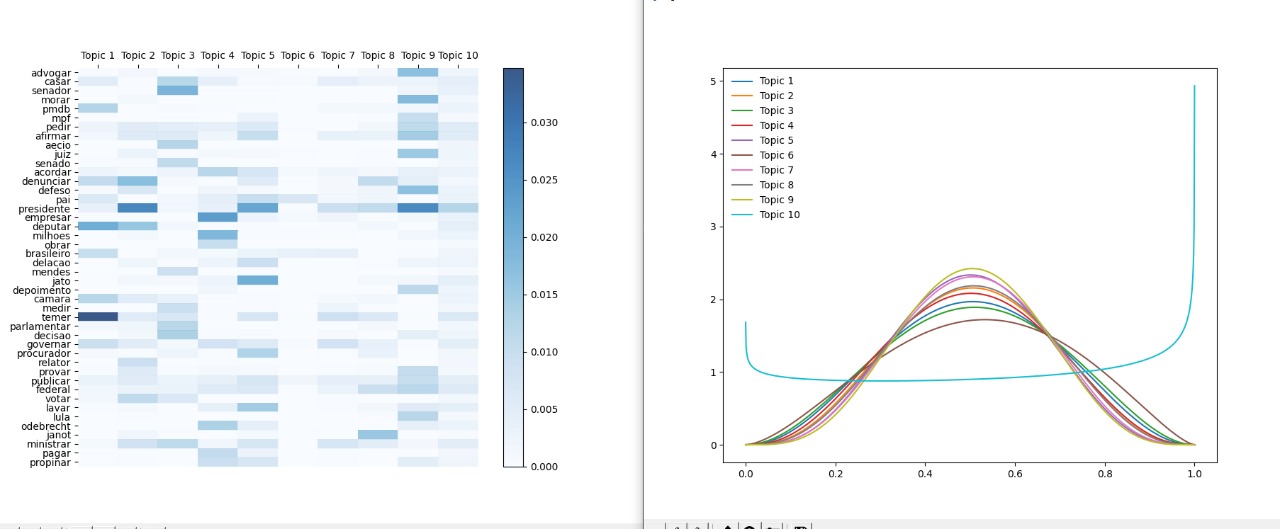 Topic 1 Topic 2 Topic 3 Topic 4 Topic 5 Topic 6 Topic 7 Topic 8 Topic 9 Topic 10
advogar
casar
senador
morar
pmdb
mpf
pedir
afirmar
aecio
juiz
senado
acordar
denunciar
defeso
pai
presidente
empresar
deputar
milhoes
obrar
brasileiro
delacao
mendes
jato
depoimento
camara
medir
temer
parlamentar
decisao
governar
procurador
relator
provar
publicar
federal
votar
lavar
lula
odebrecht
janot
ministrar
pagar
propinar
0.030
0.025
0.020
0.015
0.010
0.005
0.000
5
4
3
2
1
0
Topic 1
Topic 2
Topic 3
Topic 4
Topic 5
Topic 6
Topic 7
Topic 8
Topic 9
Topic 10
0.0 0.2 0.4 0.6 0.8 1.0